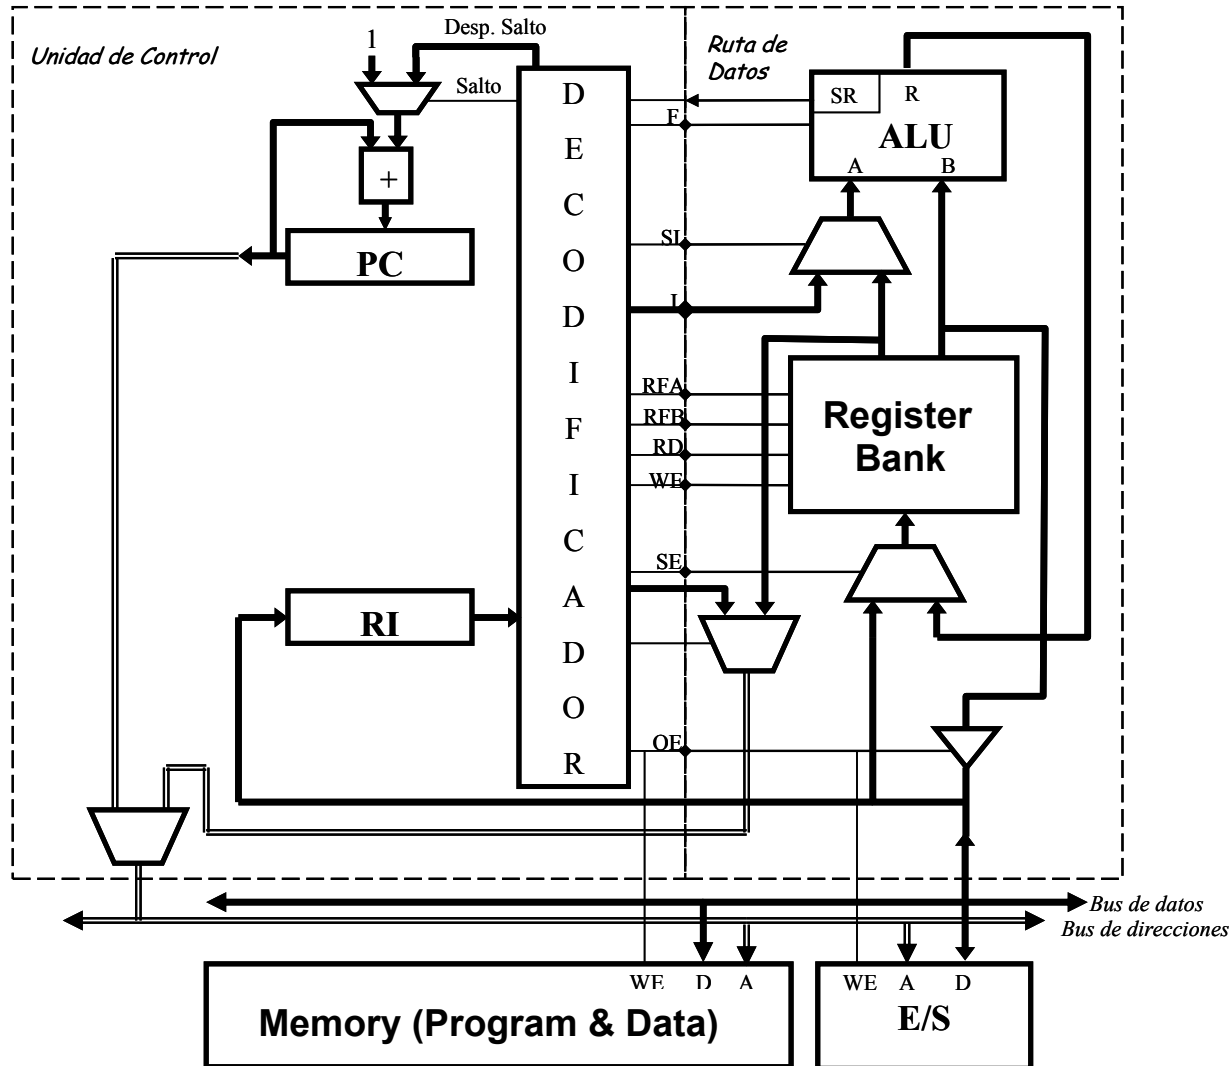 Unidad de Control
1
Desp. Salto
Salto
+
PC
RI
D
E
C
O
D
I
F
I
C
A
D
O
R
Ruta de
Datos
F
SI
I
RFA
RFB
RD
WE
SE
OE
SR
R
ALU
A
B
Register
Bank
Bus de datos
Bus de direcciones
WE
D
A
Memory (Program & Data)
WE
A
D
E/S